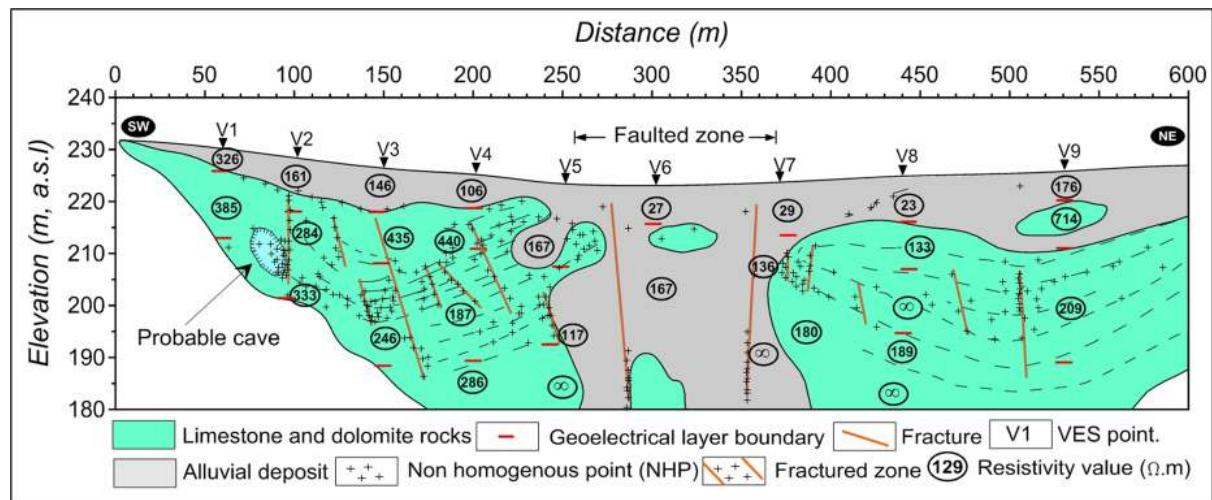 Distance (m)
0 50 100 150 200 250 300 350 400 450 500 550 600
Elevation (m, a.s.l)
240
230
220
210
200
190
180
SW
NE
V1 V2 V3 V4 V5 V6 V7 V8 V9
Faulted zone
326 161 146 106 27 29 23 176
385 284 435 440 167 133 714
333 187 167 136 209
246 117 180 189
286 ∞ ∞ ∞ ∞
Probable cave
Limestone and dolomite rocks Geoelectrical layer boundary Fracture V1 VES point.
Alluvial deposit Non homogenous point (NHP) Fractured zone 129 Resistivity value (Ω.m)